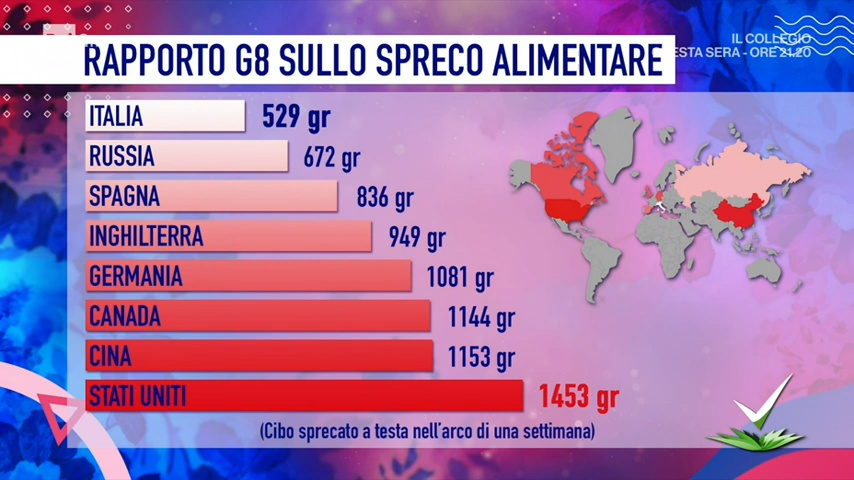 IL COLLEGIO
ESTA SERA - ORE 21.20
RAPPORTO G8 SULLO SPRECO ALIMENTARE
ITALIA 529 gr
RUSSIA 672 gr
SPAGNA 836 gr
INGHILTERRA 949 gr
GERMANIA 1081 gr
CANADA 1144 gr
CINA 1153 gr
STATI UNITI 1453 gr
(Cibo sprecato a testa nell'arco di una settimana)